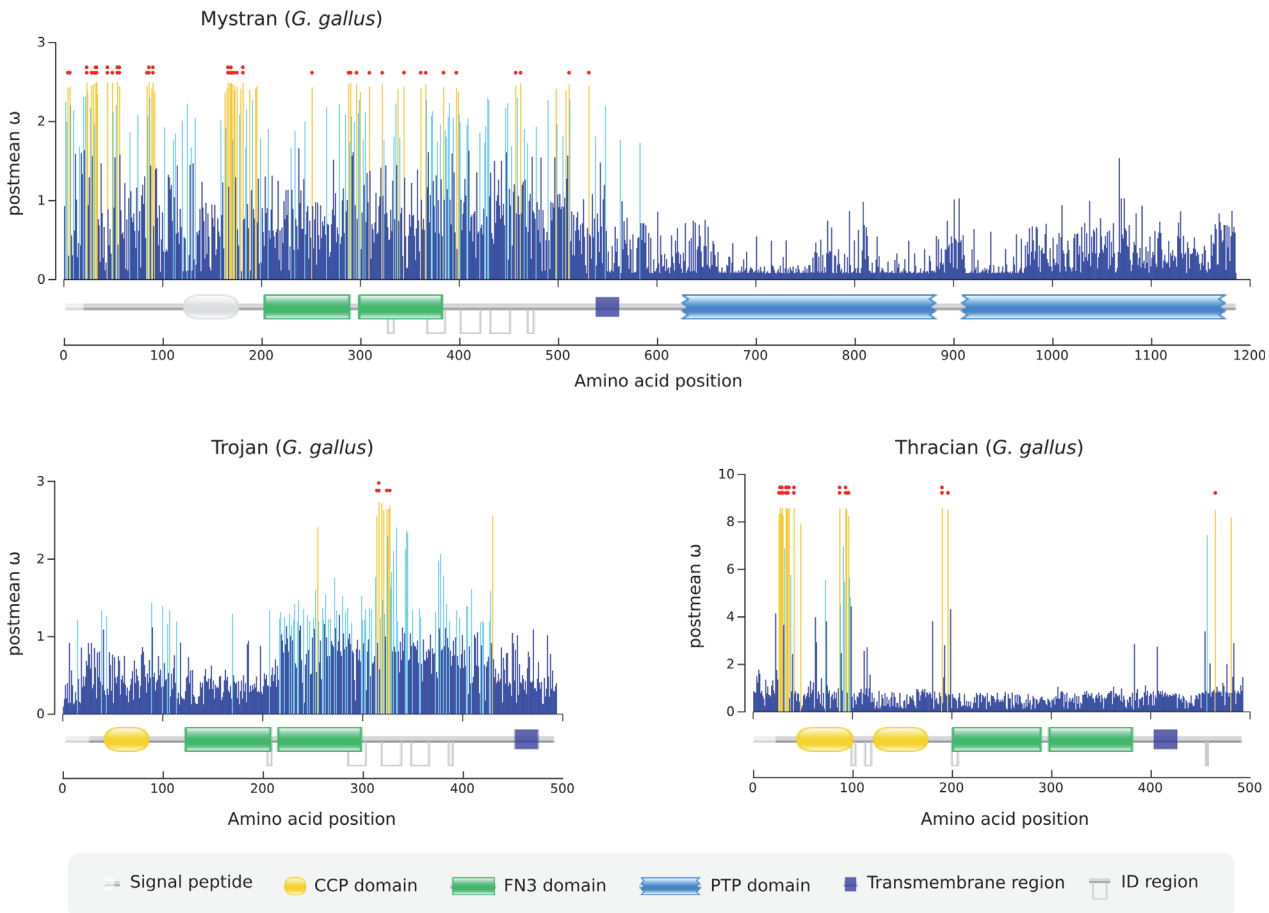 Mystran (G. gallus)
3
2
1
0
postmean ω
0 100 200 300 400 500 600 700 800 900 1000 1100 1200
Amino acid position
Trojan (G. gallus)
3
2
1
0
postmean ω
0 100 200 300 400 500
Amino acid position
Thracian (G. gallus)
10
8
6
4
2
0
postmean ω
0 100 200 300 400 500
Amino acid position
Signal peptide CCP domain FN3 domain PTP domain Transmembrane region ID region